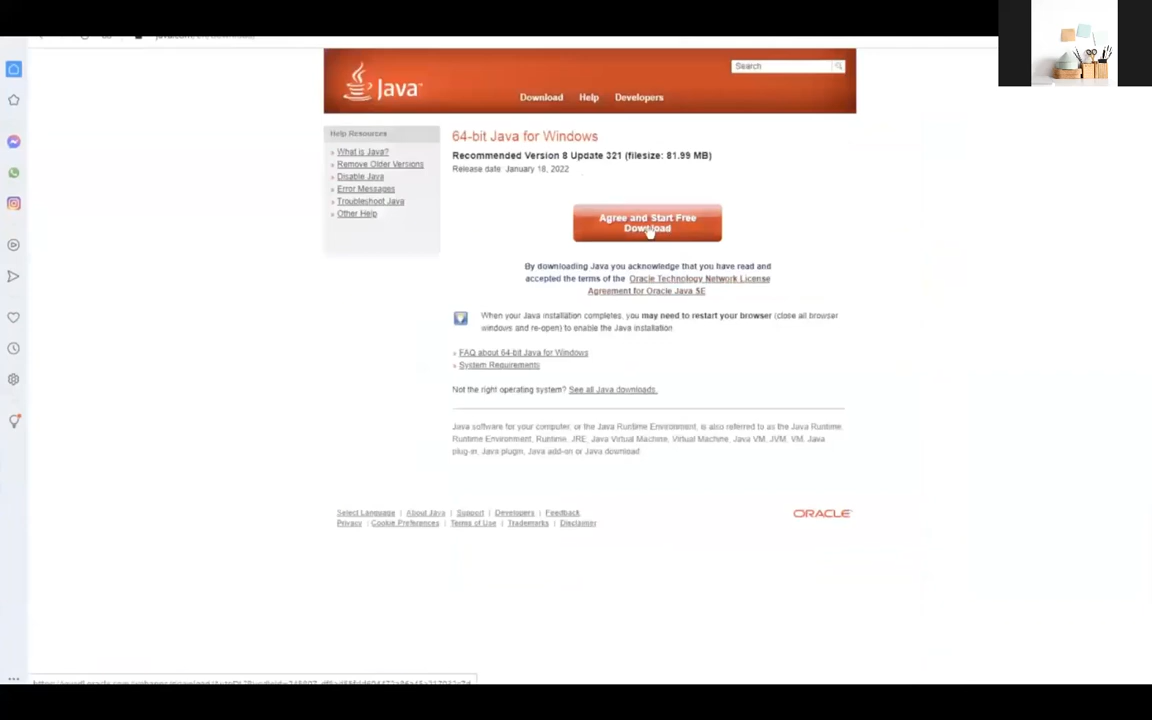 Java
Search
Download Help Developers
Help Resources
» What is Java?
» Remove Older Versions
» Disable Java
» Error Messages
» Troubleshoot Java
» Other Help
64-bit Java for Windows
Recommended Version 8 Update 321 (filesize: 81.99 MB)
Release date January 18, 2022
Agree and Start Free
Download
By downloading Java you acknowledge that you have read and
accepted the terms of the Oracle Technology Network License
Agreement for Oracle Java SE
When your Java installation completes, you may need to restart your browser (close all browser
windows and re-open) to enable the Java installation
» FAQ about 64-bit Java for Windows
» System Requirements
Not the right operating system? See all Java downloads.
Java software for your computer, or the Java Runtime Environment, is also referred to as the Java Runtime,
Runtime Environment, Runtime, JRE, Java Virtual Machine, Virtual Machine, Java VM, JVM, VM, Java
plug-in, Java plugin, Java add-on or Java download
Select Language | About Java | Support | Developers | Feedback
Privacy | Cookie Preferences | Terms of Use | Trademarks | Disclaimer
ORACLE